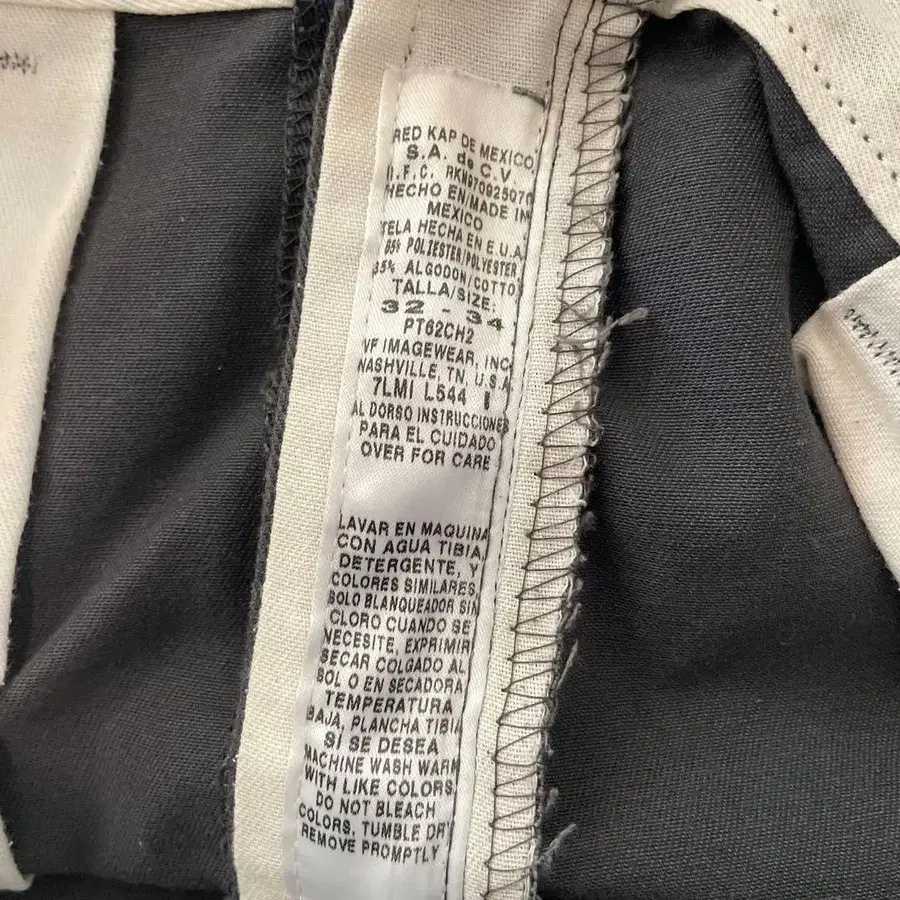 RED KAP DE MEXICO
S.A. de C.V.
HECHO EN/MADE IN
MEXICO
TELA HECHA EN E.U.A.
65% POLIZESTER/POLYESTER
35% ALGODON/COTTO
TALLA/SIZE:
32 - 34
PT62CH2
VF IMAGEWEAR, INC.
NASHVILLE, TN, U.S.A.
7LMI L544 I
AL DORSO INSTRUCCIONES
PARA EL CUIDADO
OVER FOR CARE
LAVAR EN MAQUINA
CON AGUA TIBIA,
DETERGENTE, Y
COLORES SIMILARES,
SOLO BLANQUEADOR SIN
CLORO CUANDO SE
NECESITE, EXPRIMIR
SECAR COLGADO AL
SOL O EN SECADORA
TEMPERATURA
BAJA, PLANCHA TIBIA
SI SE DESEA
MACHINE WASH WARM
WITH LIKE COLORS,
DO NOT BLEACH
COLORS, TUMBLE DRY
REMOVE PROMPTLY